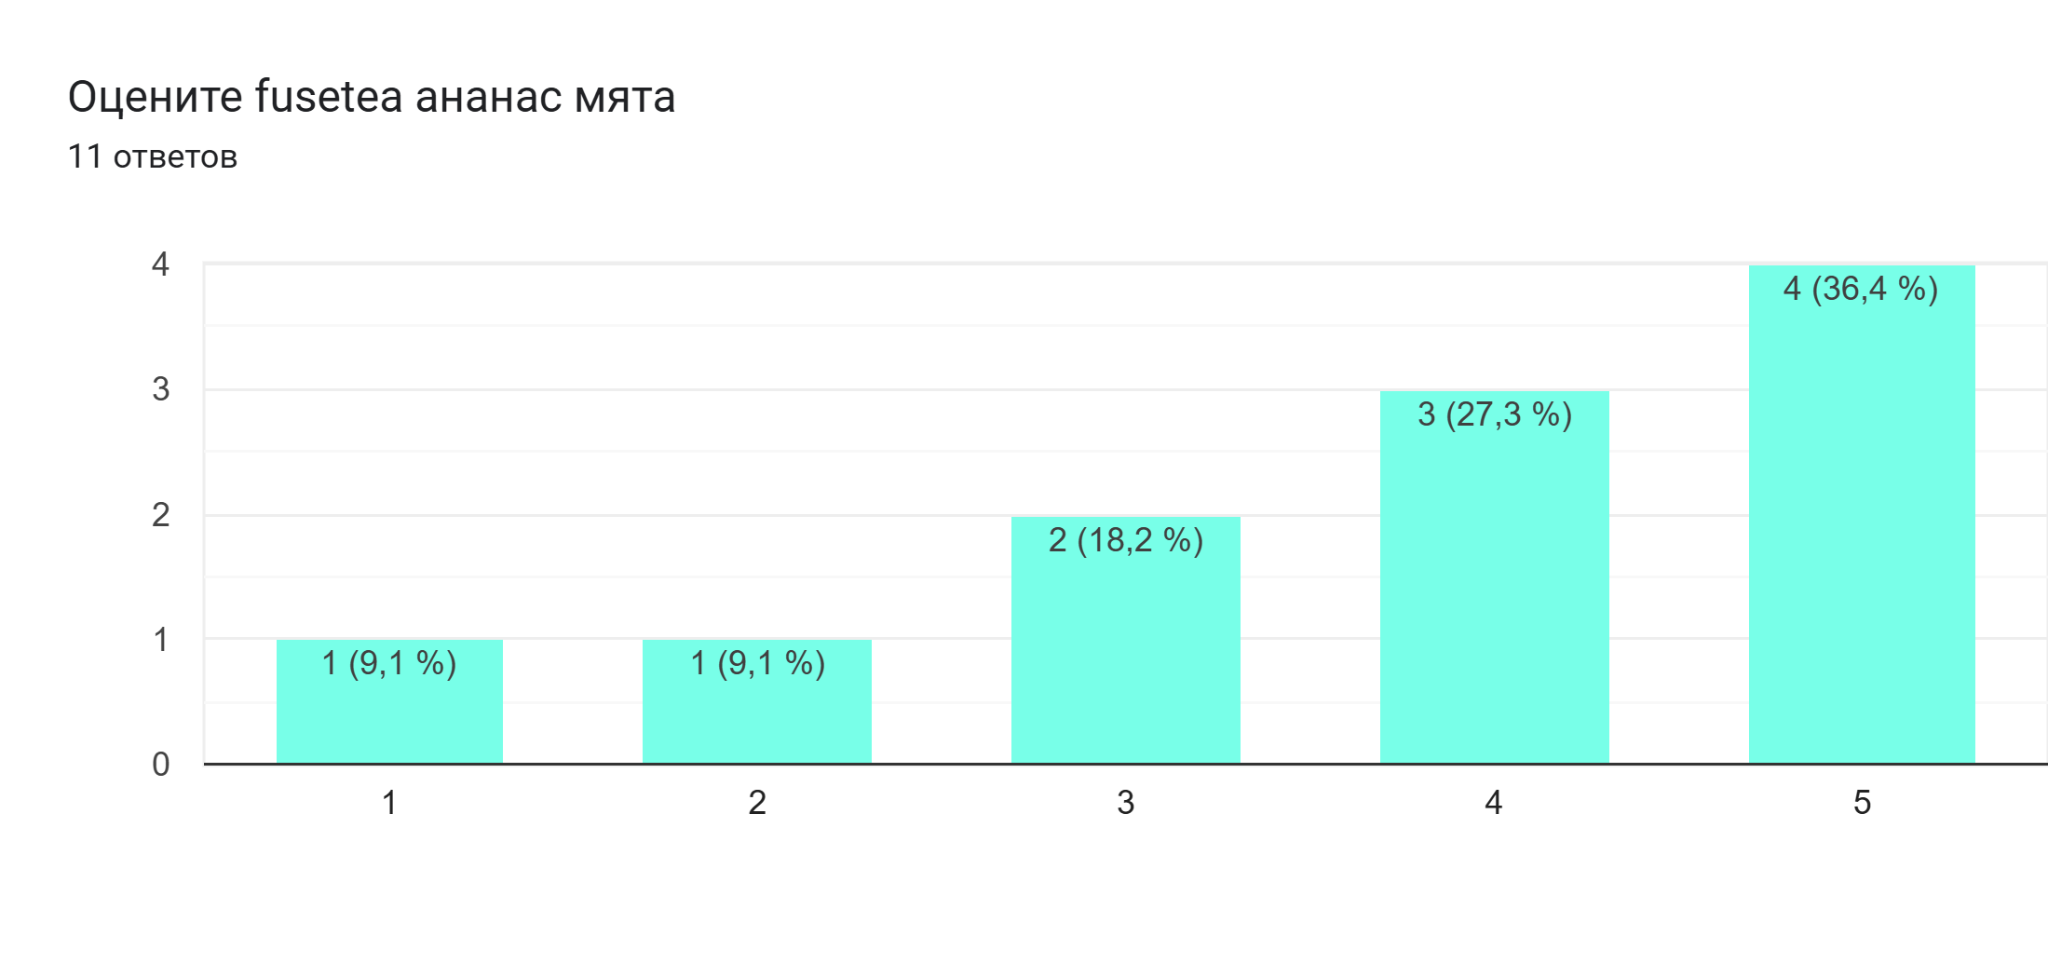 Оцените fusetea ананас мята
11 ответов
4
4 (36,4 %)
3
3 (27,3 %)
2
2 (18,2 %)
1
1 (9,1 %)
1 (9,1 %)
0
1 2 3 4 5